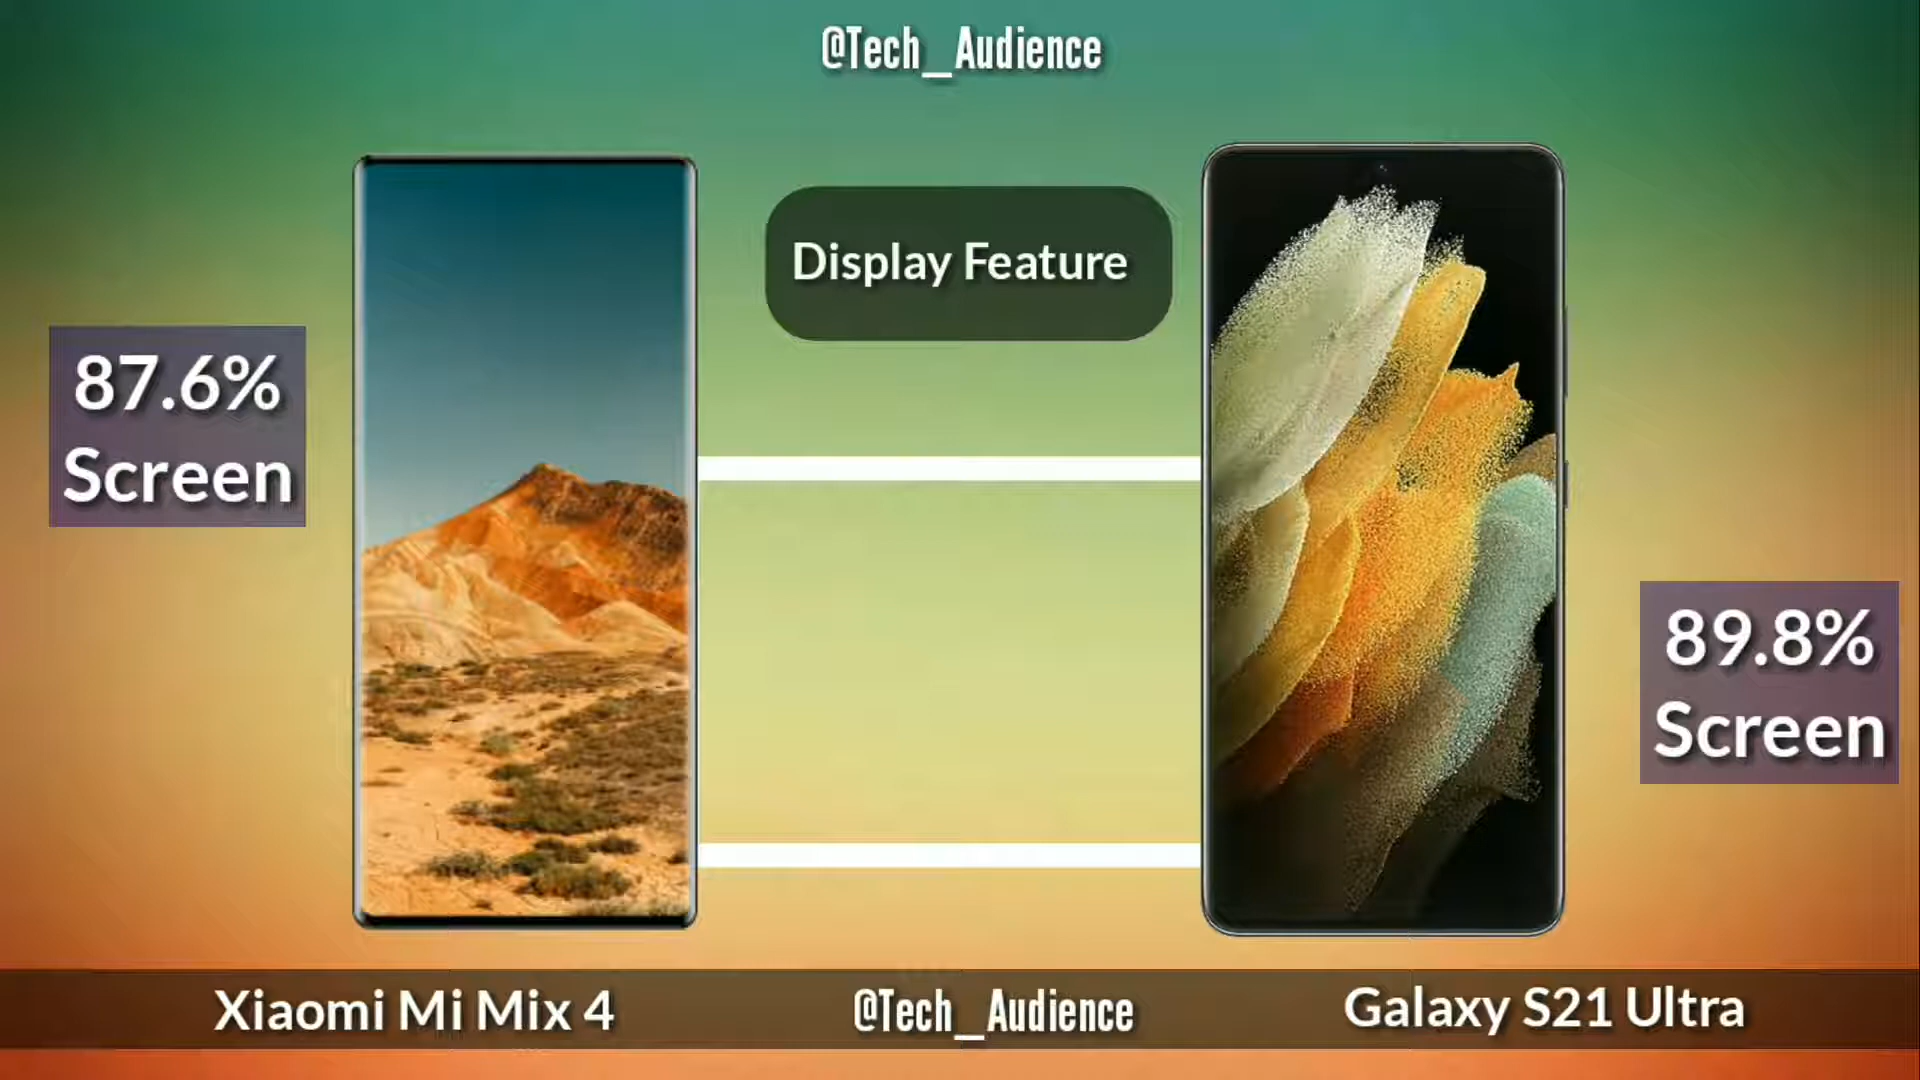 @Tech_Audience
Display Feature
87.6%
Screen
89.8%
Screen
Xiaomi Mi Mix 4
@Tech_Audience
Galaxy S21 Ultra